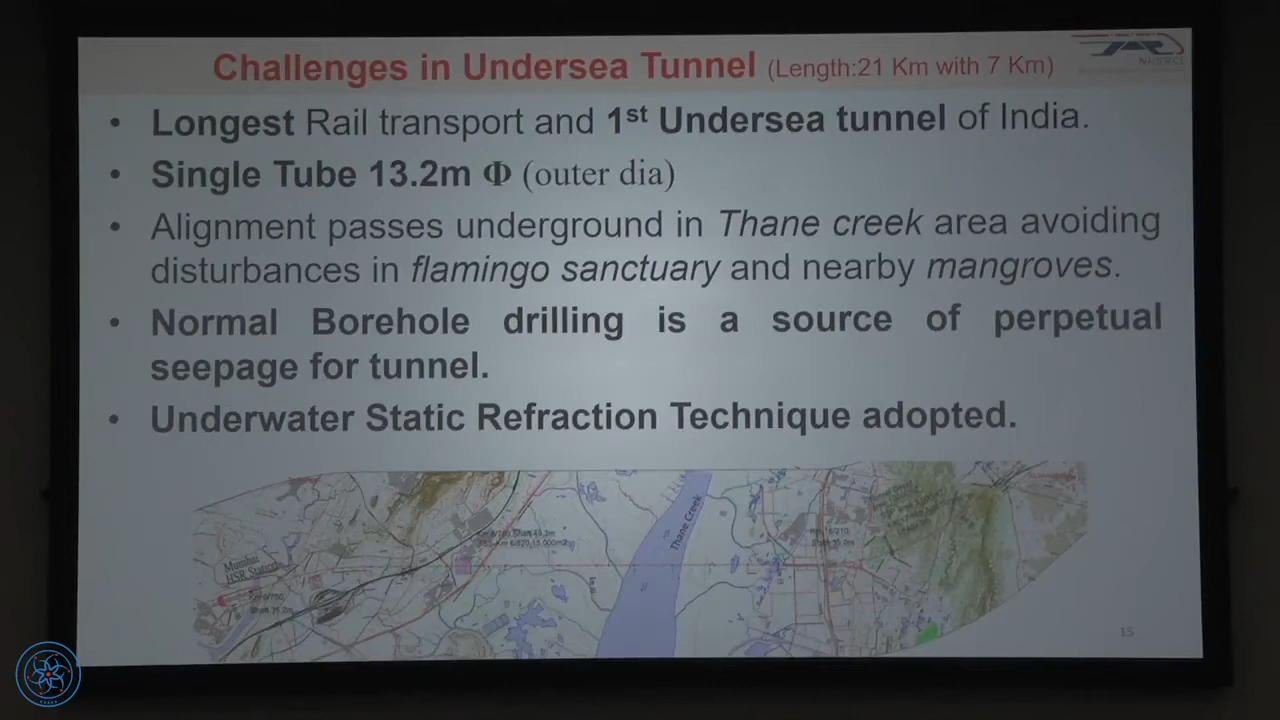 Challenges in Undersea Tunnel (Length:21 Km with 7 Km)
NHSRCL
• Longest Rail transport and 1st Undersea tunnel of India.
• Single Tube 13.2m Φ (outer dia)
• Alignment passes underground in Thane creek area avoiding
disturbances in flamingo sanctuary and nearby mangroves.
• Normal Borehole drilling is a source of perpetual
seepage for tunnel.
• Underwater Static Refraction Technique adopted.
Thane Creek
Mumbai
HSR Station
15